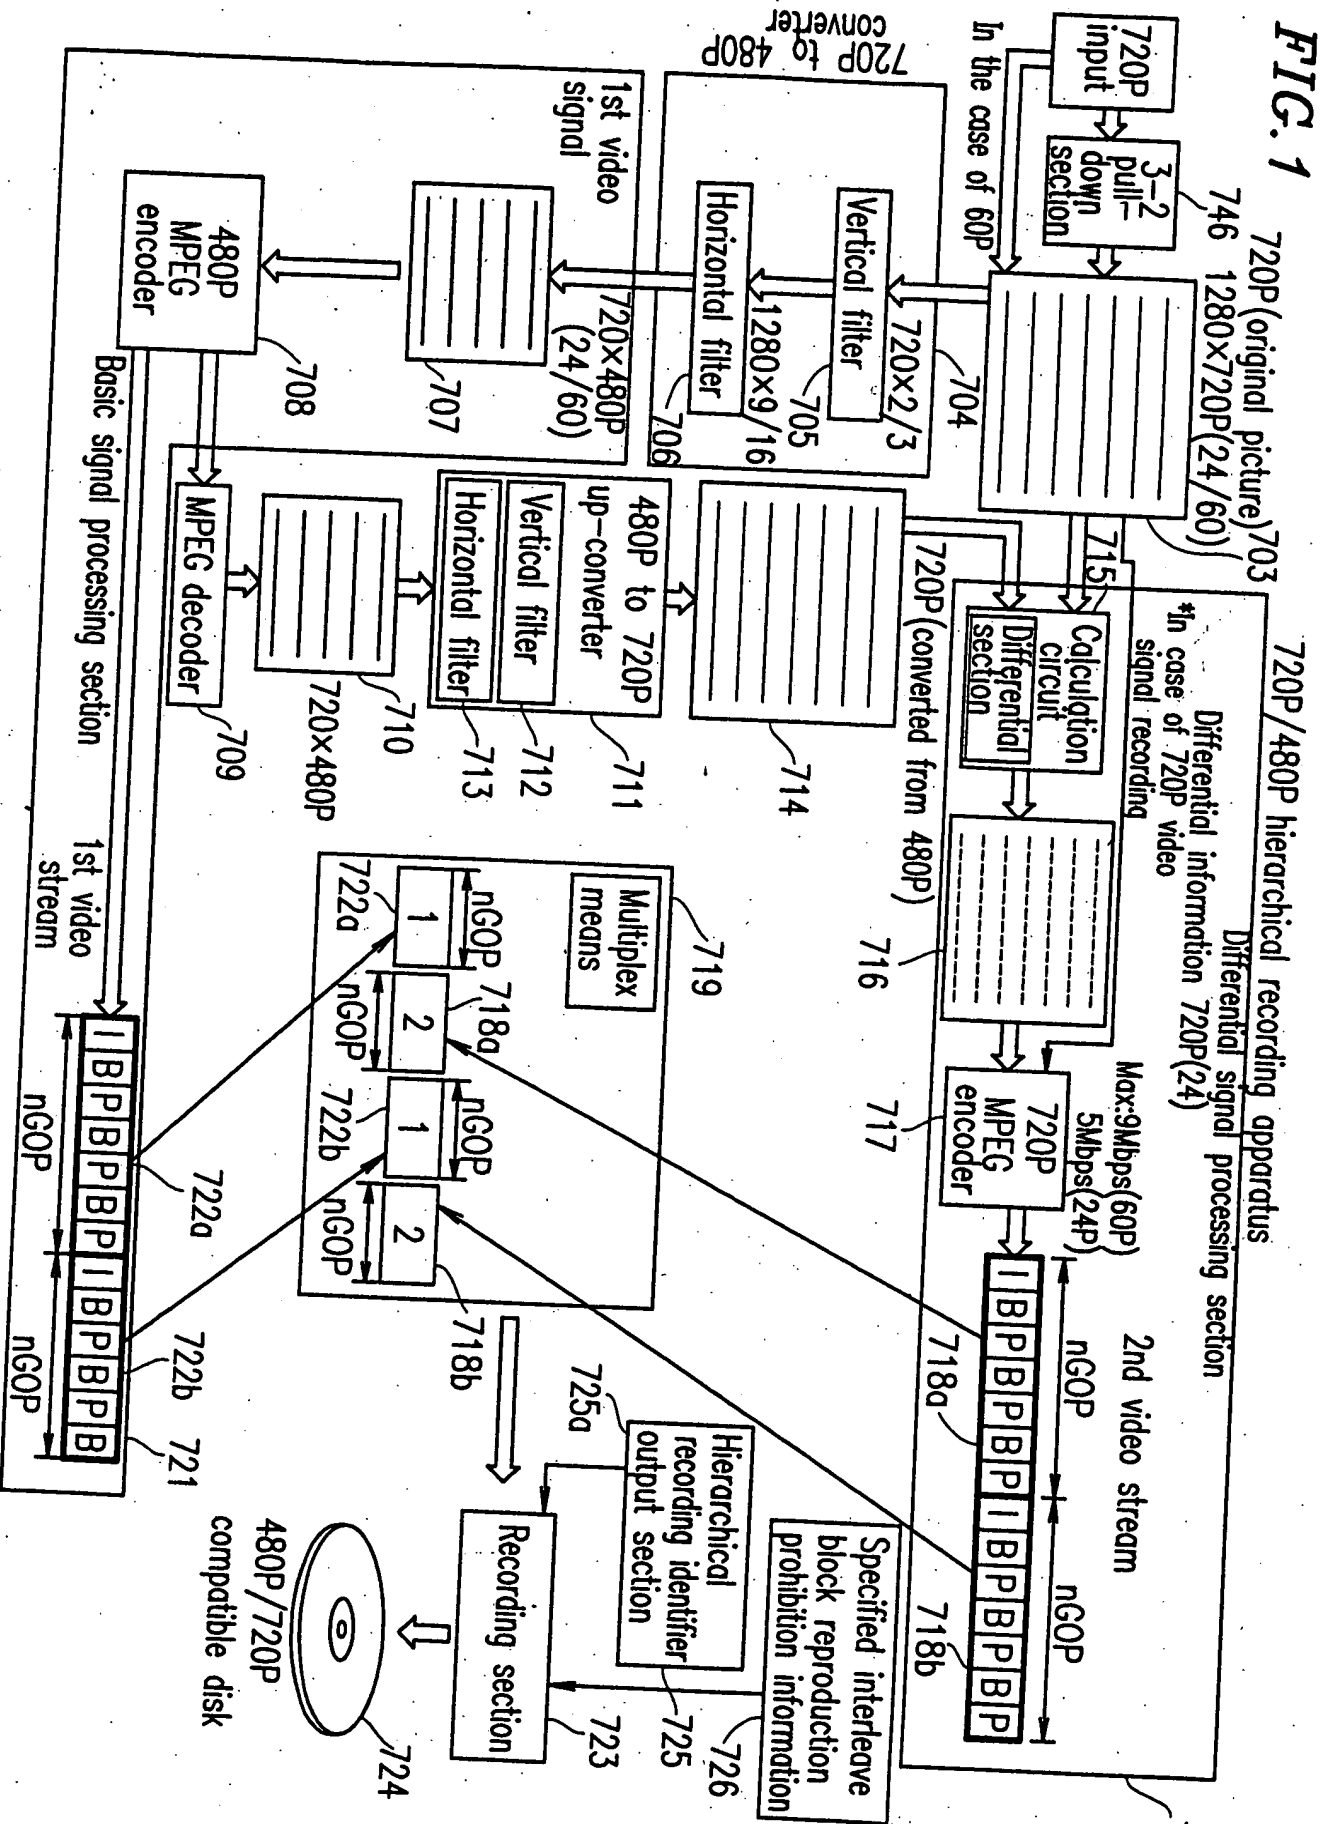 FIG. 1
720P/480P hierarchical recording apparatus
720P
input
3-2
pull-
down
section
746
In the case of 60P
720P(original picture)703
1280×720P(24/60)
Differential signal processing section
Differential information 720P(24)
*In case of 720P video
signal recording
715
Calculation
circuit
Differential
section
716
Max:9Mbps(60P)
5Mbps(24P)
720P
MPEG
encoder
717
2nd video stream
nGOP
nGOP
I B P B P B P I B P B P B P
718a
718b
720P to 480P
converter
704
720×2/3
Vertical filter
705
1280×9/16
Horizontal filter
706
720P(converted from 480P)
714
480P to 720P
up-converter
711
Vertical filter
712
Horizontal filter
713
1st video
signal
720×480P
(24/60)
707
710
720×480P
480P
MPEG
encoder
708
MPEG decoder
709
Multiplex
means
719
nGOP
1
722a
718a
2
nGOP
nGOP
1
722b
2
nGOP
718b
Specified interleave
block reproduction
prohibition information
726
Hierarchical
recording identifier
output section
725
725a
Recording section
723
724
480P/720P
compatible disk
Basic signal processing section
1st video
stream
I B P B P B P I B P B P B
722a
722b
721
nGOP
nGOP